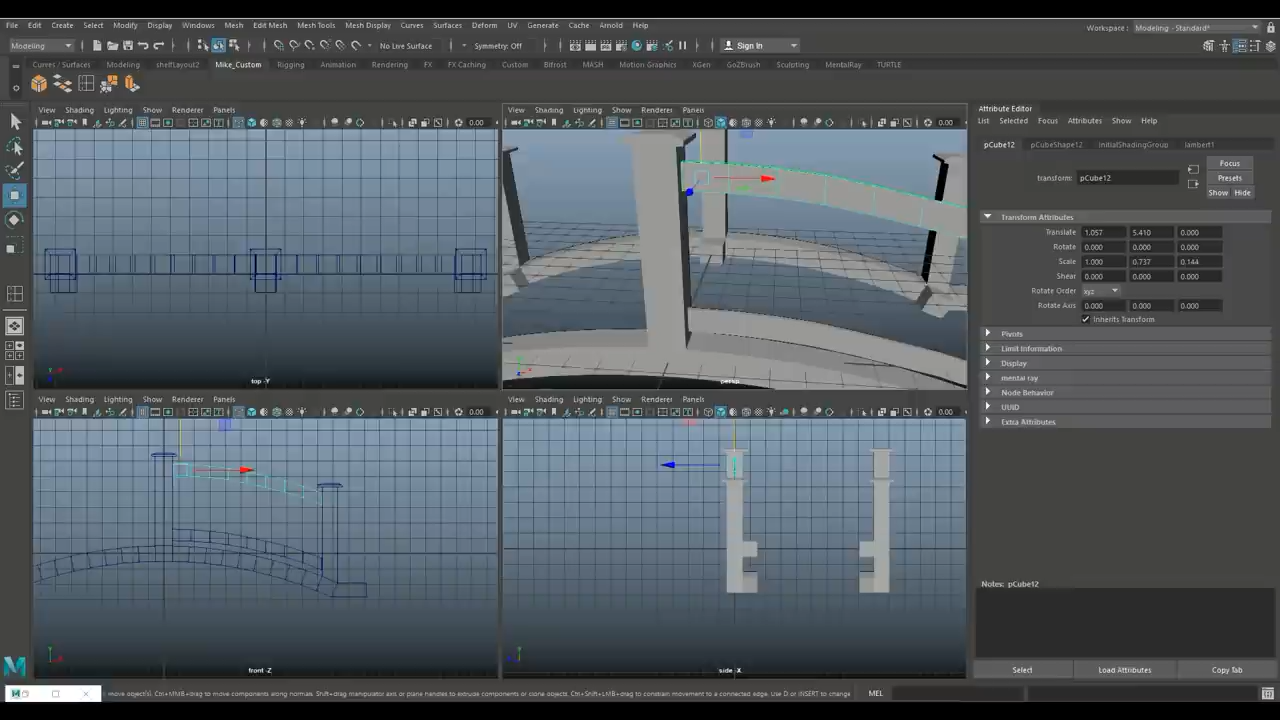 File Edit Create Select Modify Display Windows Mesh Edit Mesh Mesh Tools Mesh Display Curves Surfaces Deform UV Generate Cache Arnold Help
Workspace : Modeling - Standard*
Modeling No Live Surface Symmetry: Off Sign In
Curves / Surfaces Modeling shelfLayout2 Mike_Custom Rigging Animation Rendering FX FX Caching Custom Bifrost MASH Motion Graphics XGen GoZBrush Sculpting MentalRay TURTLE
View Shading Lighting Show Renderer Panels
0.00
top -Y
View Shading Lighting Show Renderer Panels
0.00
persp
View Shading Lighting Show Renderer Panels
0.00
front -Z
View Shading Lighting Show Renderer Panels
0.00
side -X
Attribute Editor
List Selected Focus Attributes Show Help
pCube12 pCubeShape12 initialShadingGroup lambert1
transform: pCube12
Focus
Presets
Show Hide
Transform Attributes
Translate 1.057 5.410 0.000
Rotate 0.000 0.000 0.000
Scale 1.000 0.737 0.144
Shear 0.000 0.000 0.000
Rotate Order xyz
Rotate Axis 0.000 0.000 0.000
Inherits Transform
Pivots
Limit Information
Display
mental ray
Node Behavior
UUID
Extra Attributes
Notes: pCube12
Select Load Attributes Copy Tab
move object(s). Ctrl+MMB+drag to move components along normals. Shift+drag manipulator axis or plane handles to extrude components or clone objects. Ctrl+Shift+LMB+drag to constrain movement to a connected edge. Use D or INSERT to change
MEL